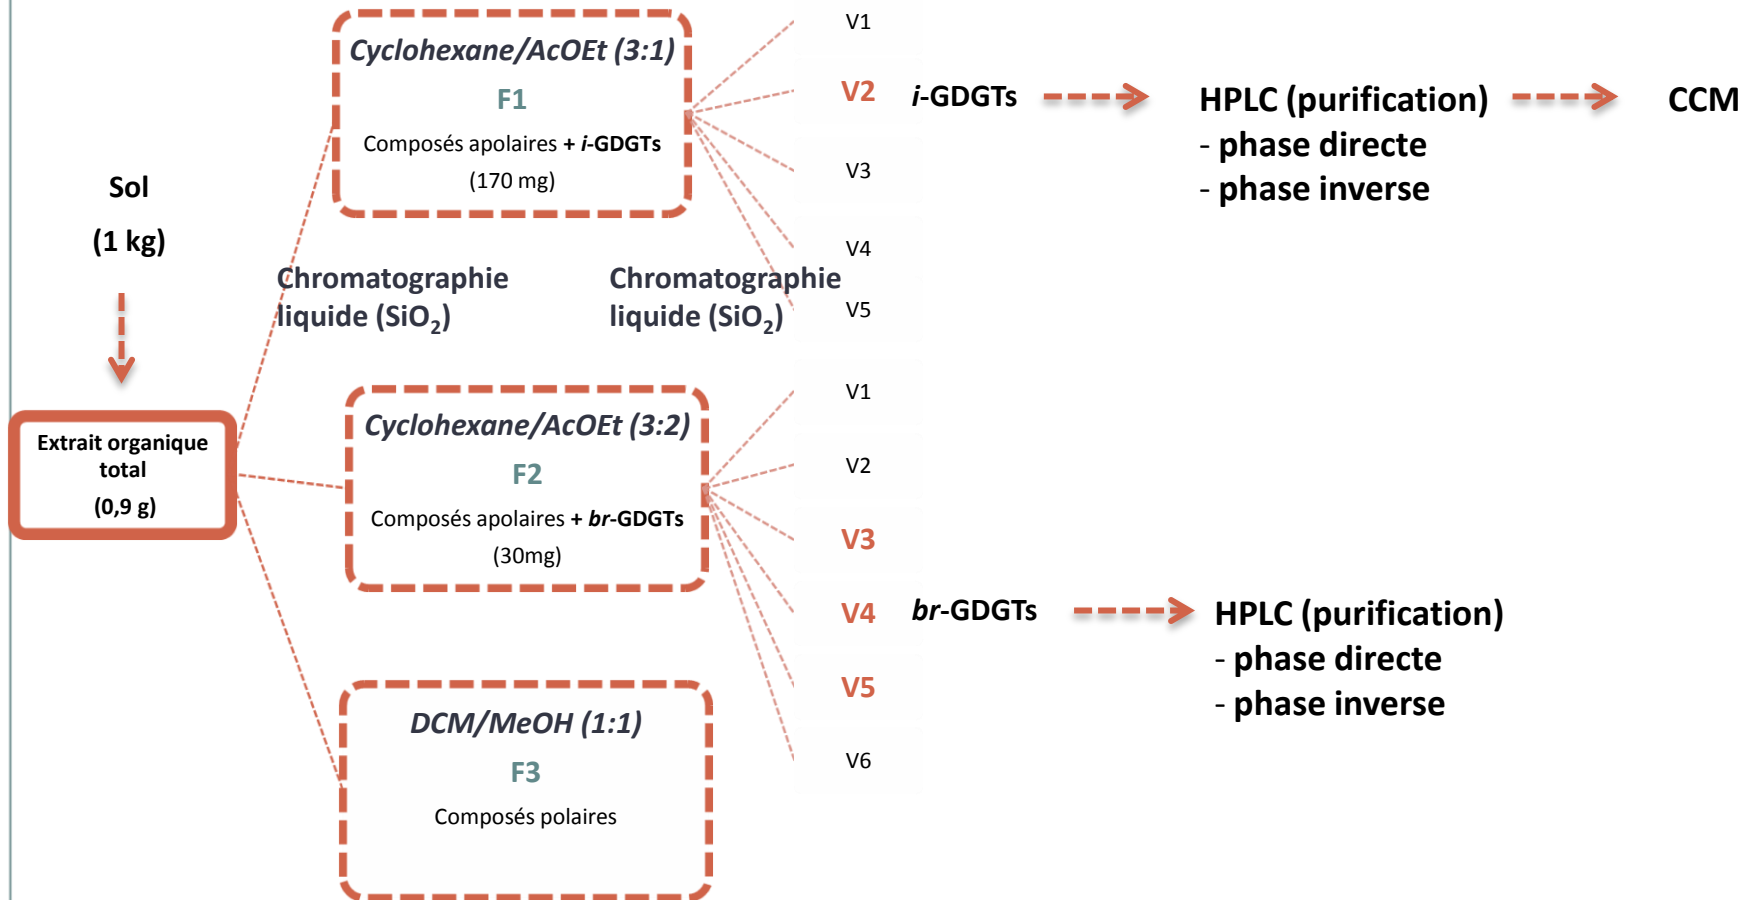 Sol
(1 kg)
Extrait organique
total
(0,9 g)
Chromatographie
liquide (SiO2)
Cyclohexane/AcOEt (3:1)
F1
Composés apolaires + i-GDGTs
(170 mg)
Cyclohexane/AcOEt (3:2)
F2
Composés apolaires + br-GDGTs
(30mg)
DCM/MeOH (1:1)
F3
Composés polaires
Chromatographie
liquide (SiO2)
V1
V2
V3
V4
V5
i-GDGTs
HPLC (purification)
- phase directe
- phase inverse
CCM
V1
V2
V3
V4
V5
V6
br-GDGTs
HPLC (purification)
- phase directe
- phase inverse